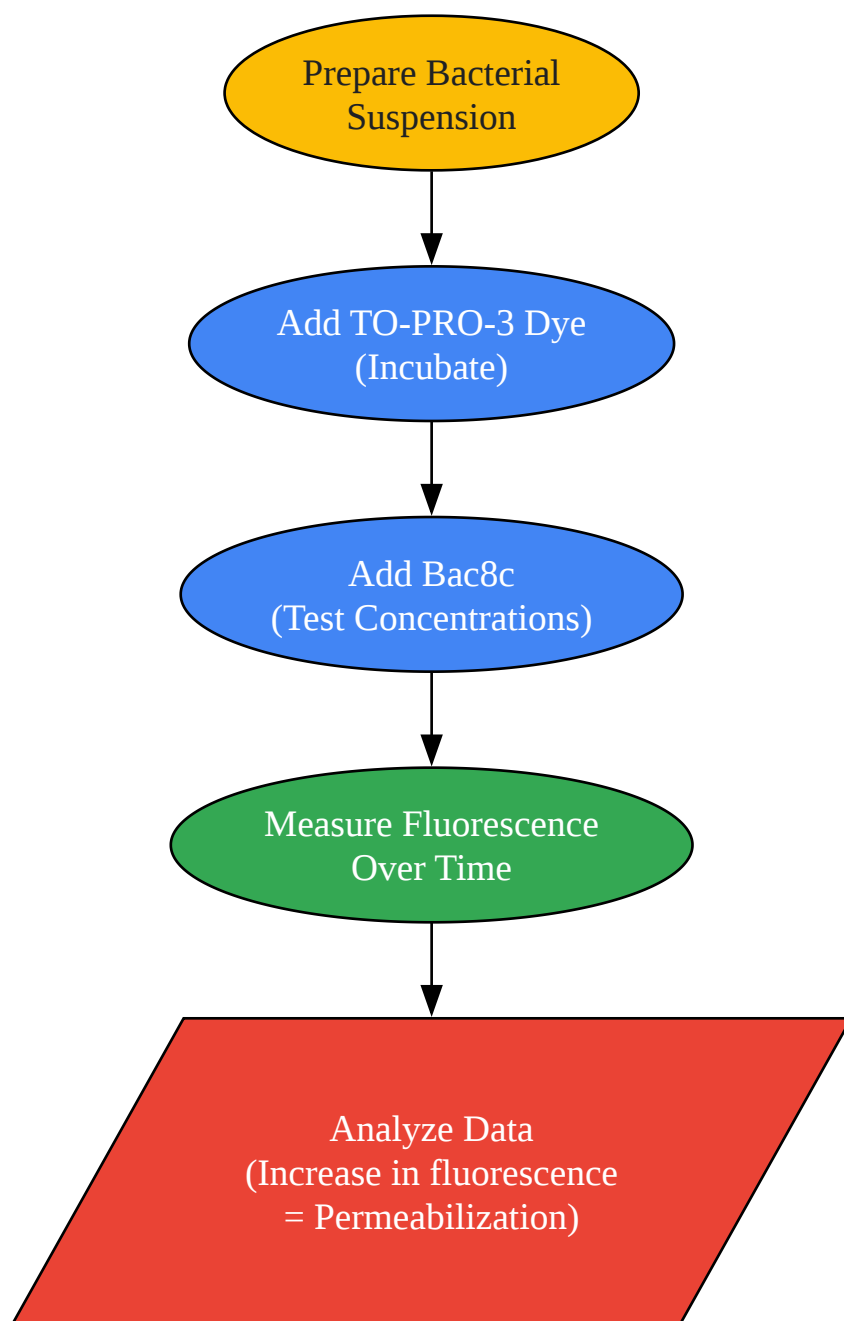 Prepare Bacterial
Suspension
Add TO-PRO-3 Dye
(Incubate)
Add Bac8c
(Test Concentrations)
Measure Fluorescence
Over Time
Analyze Data
(Increase in fluorescence
= Permeabilization)